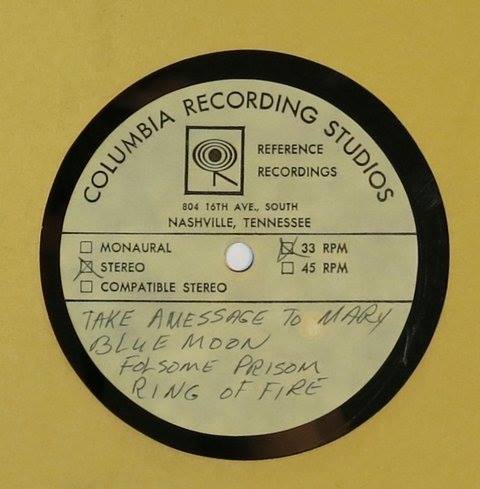 COLUMBIA RECORDING STUDIOS
REFERENCE
RECORDINGS
804 16TH AVE., SOUTH
NASHVILLE, TENNESSEE
MONAURAL
STEREO
COMPATIBLE STEREO
33 RPM
45 RPM
TAKE A MESSAGE TO MARY
BLUE MOON
FOLSOME PRISOM
RING OF FIRE